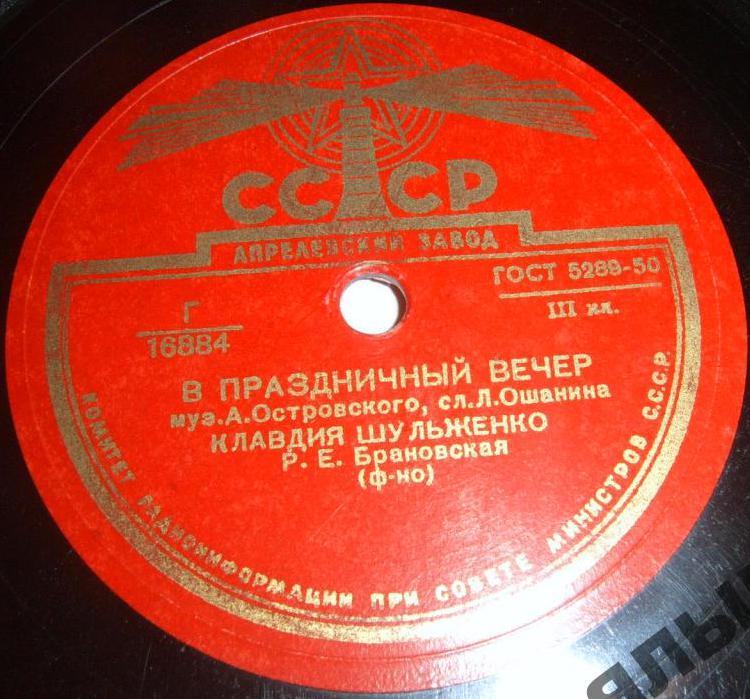 СССР
АПРЕЛЕВСКИЙ ЗАВОД
ГОСТ 5289-50
III кл.
Г
16884
В ПРАЗДНИЧНЫЙ ВЕЧЕР
муз.А.Островского, сл.Л.Ошанина
КЛАВДИЯ ШУЛЬЖЕНКО
Р. Е. Брановская
(ф-но)
КОМИТЕТ РАДИОИНФОРМАЦИИ ПРИ СОВЕТЕ МИНИСТРОВ С.С.С.Р.